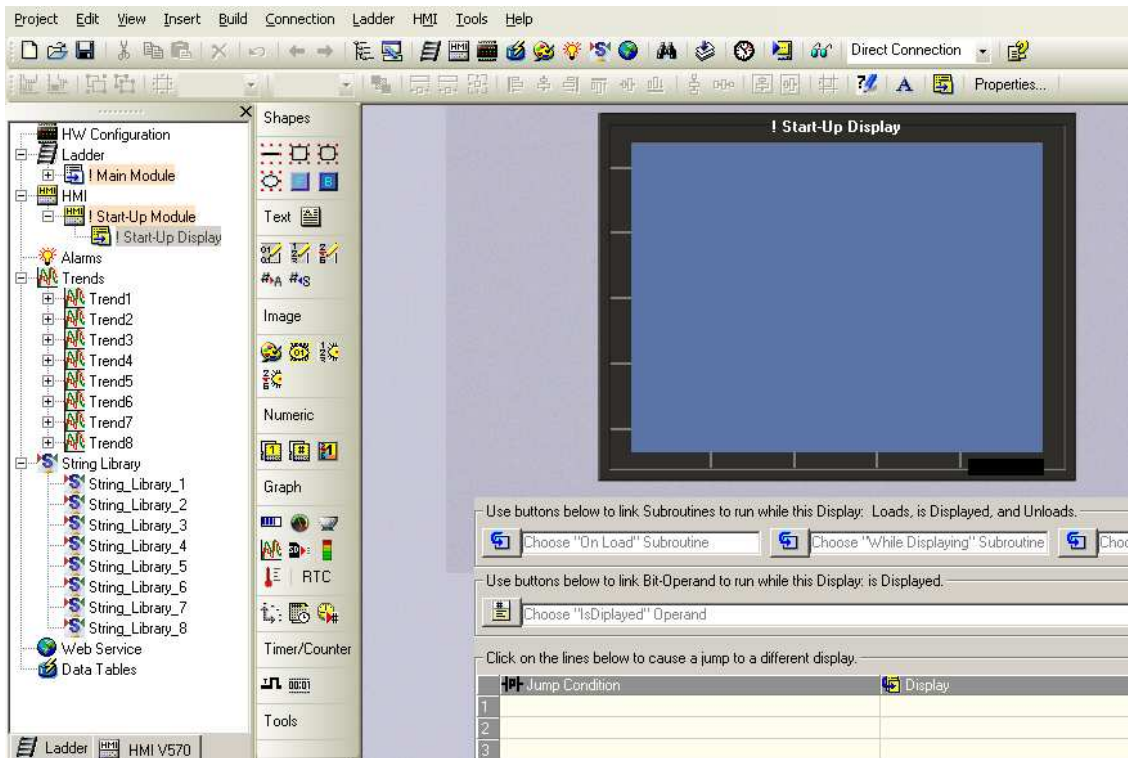 Project Edit View Insert Build Connection Ladder HMI Tools Help
Direct Connection
Properties...
HW Configuration
Ladder
! Main Module
HMI
! Start-Up Module
! Start-Up Display
Alarms
Trends
Trend1
Trend2
Trend3
Trend4
Trend5
Trend6
Trend7
Trend8
String Library
String_Library_1
String_Library_2
String_Library_3
String_Library_4
String_Library_5
String_Library_6
String_Library_7
String_Library_8
Web Service
Data Tables
Ladder HMI V570
Shapes
Text
Image
Numeric
Graph
RTC
Timer/Counter
Tools
! Start-Up Display
Use buttons below to link Subroutines to run while this Display: Loads, is Displayed, and Unloads.
Choose "On Load" Subroutine Choose "While Displaying" Subroutine
Use buttons below to link Bit-Operand to run while this Display: is Displayed.
Choose "IsDiplayed" Operand
Click on the lines below to cause a jump to a different display.
Jump Condition Display
1
2
3